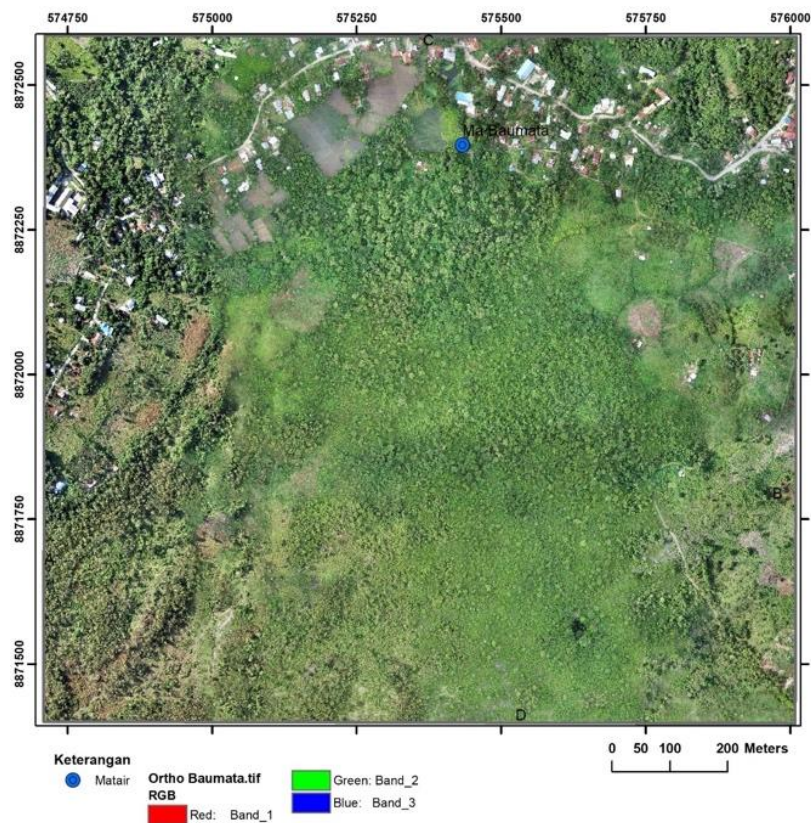 574750 575000 575250 575500 575750 576000
C
8872500
Ma Baumata
8872250
8872000
8871750
B
8871500
D
Keterangan
Matair
Ortho Baumata.tif
RGB
Red: Band_1
Green: Band_2
Blue: Band_3
0 50 100 200 Meters